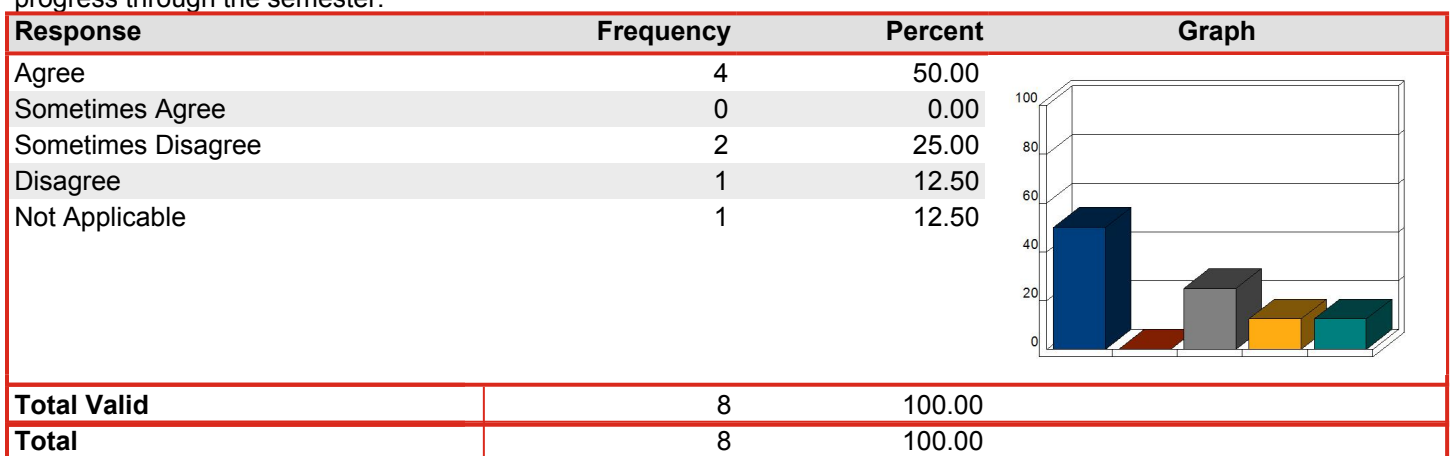 progress through the semester.
Response Frequency Percent Graph
Agree 4 50.00
Sometimes Agree 0 0.00
Sometimes Disagree 2 25.00
Disagree 1 12.50
Not Applicable 1 12.50
100
80
60
40
20
0
Total Valid 8 100.00
Total 8 100.00